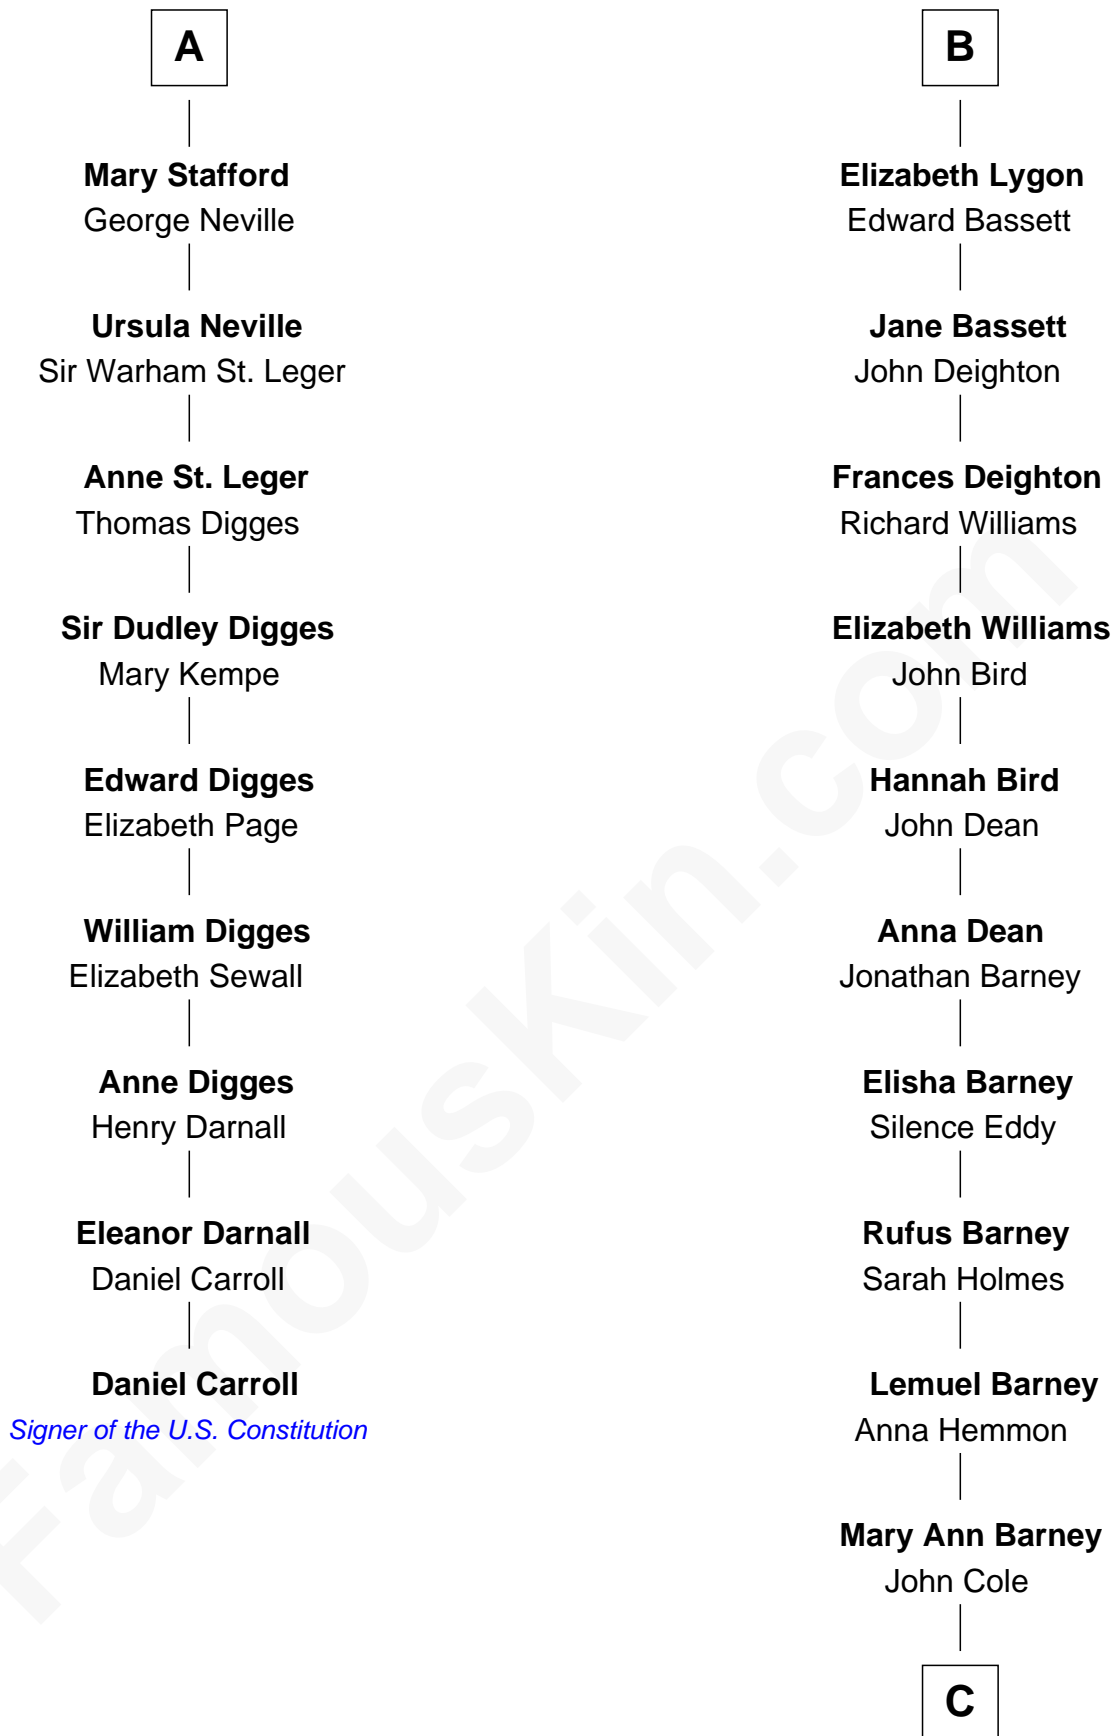 A
Mary Stafford
George Neville
Ursula Neville
Sir Warham St. Leger
Anne St. Leger
Thomas Digges
Sir Dudley Digges
Mary Kempe
Edward Digges
Elizabeth Page
William Digges
Elizabeth Sewall
Anne Digges
Henry Darnall
Eleanor Darnall
Daniel Carroll
Daniel Carroll
Signer of the U.S. Constitution
B
Elizabeth Lygon
Edward Bassett
Jane Bassett
John Deighton
Frances Deighton
Richard Williams
Elizabeth Williams
John Bird
Hannah Bird
John Dean
Anna Dean
Jonathan Barney
Elisha Barney
Silence Eddy
Rufus Barney
Sarah Holmes
Lemuel Barney
Anna Hemmon
Mary Ann Barney
John Cole
C
FamousKin.com